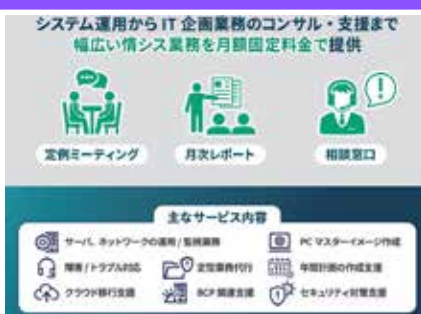 システム運用から IT 企画業務のコンサル・支援まで
幅広い情シス業務を月額固定料金で提供
定例ミーティング
月次レポート
相談窓口
主なサービス内容
サーバ、ネットワークの運用/監視業務
PC マスターイメージ作成
障害/トラブル対応
定型業務代行
年間計画の作成支援
クラウド移行支援
BCP 関連支援
セキュリティ対策支援